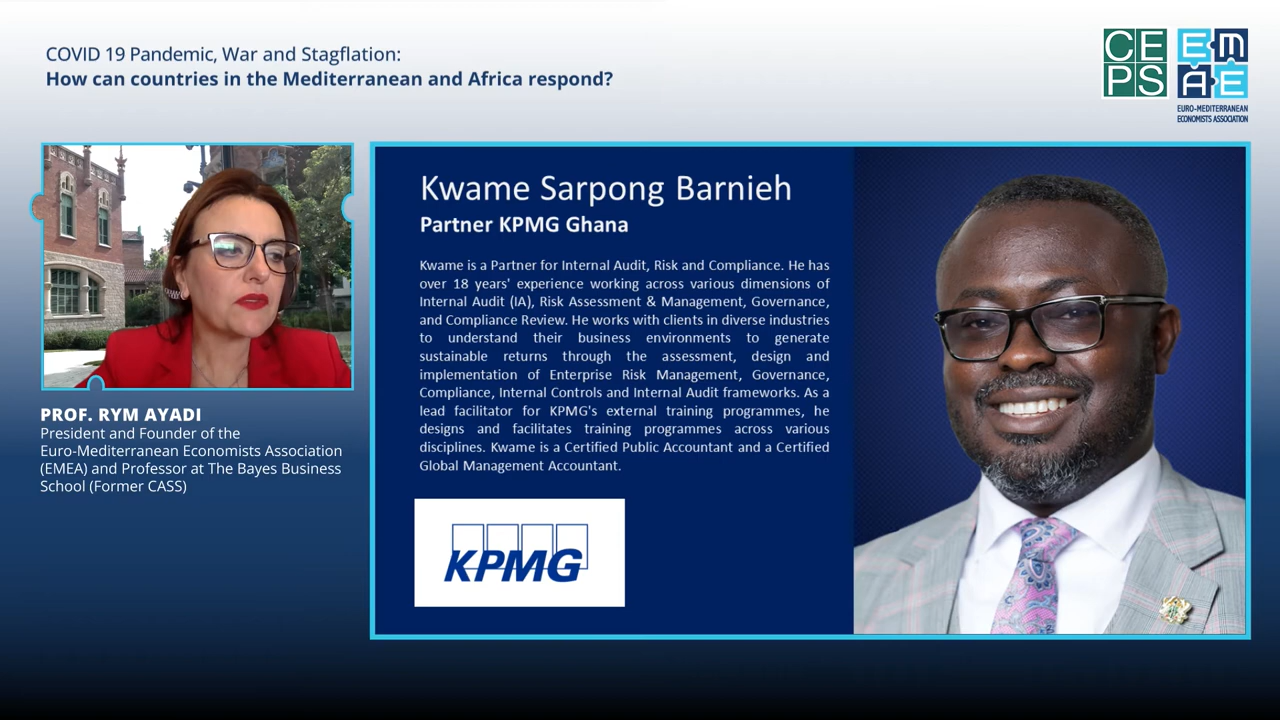 COVID 19 Pandemic, War and Stagflation:
How can countries in the Mediterranean and Africa respond?
CE
PS
EM
AE
EURO-MEDITERRANEAN
ECONOMISTS ASSOCIATION
PROF. RYM AYADI
President and Founder of the
Euro-Mediterranean Economists Association
(EMEA) and Professor at The Bayes Business
School (Former CASS)
Kwame Sarpong Barnieh
Partner KPMG Ghana
Kwame is a Partner for Internal Audit, Risk and Compliance. He has
over 18 years' experience working across various dimensions of
Internal Audit (IA), Risk Assessment & Management, Governance,
and Compliance Review. He works with clients in diverse industries
to understand their business environments to generate
sustainable returns through the assessment, design and
implementation of Enterprise Risk Management, Governance,
Compliance, Internal Controls and Internal Audit frameworks. As a
lead facilitator for KPMG's external training programmes, he
designs and facilitates training programmes across various
disciplines. Kwame is a Certified Public Accountant and a Certified
Global Management Accountant.
KPMG